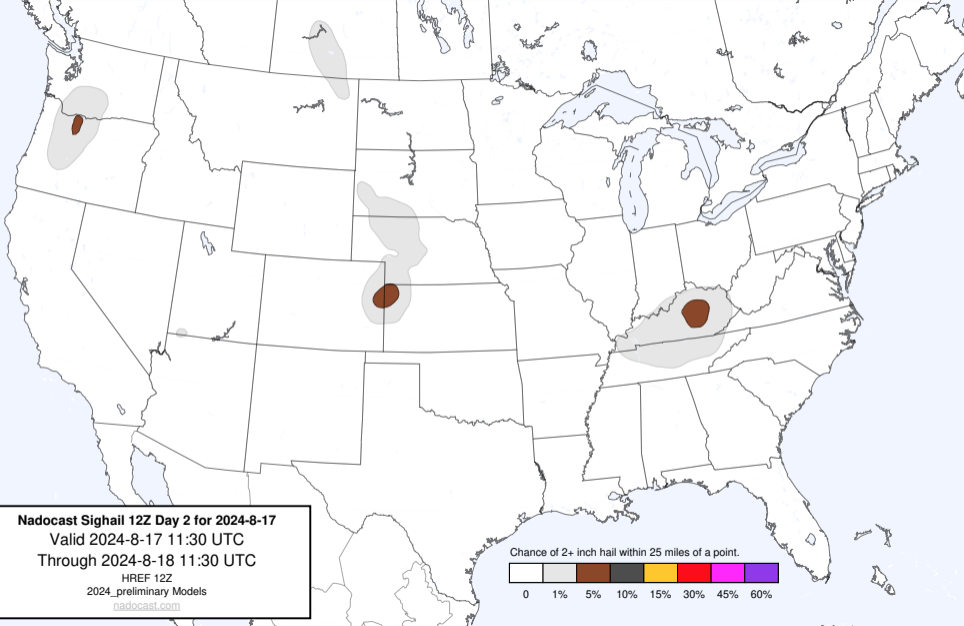 Nadocast Sighail 12Z Day 2 for 2024-8-17
Valid 2024-8-17 11:30 UTC
Through 2024-8-18 11:30 UTC
HREF 12Z
2024_preliminary Models
nadocast.com
Chance of 2+ inch hail within 25 miles of a point.
0 1% 5% 10% 15% 30% 45% 60%